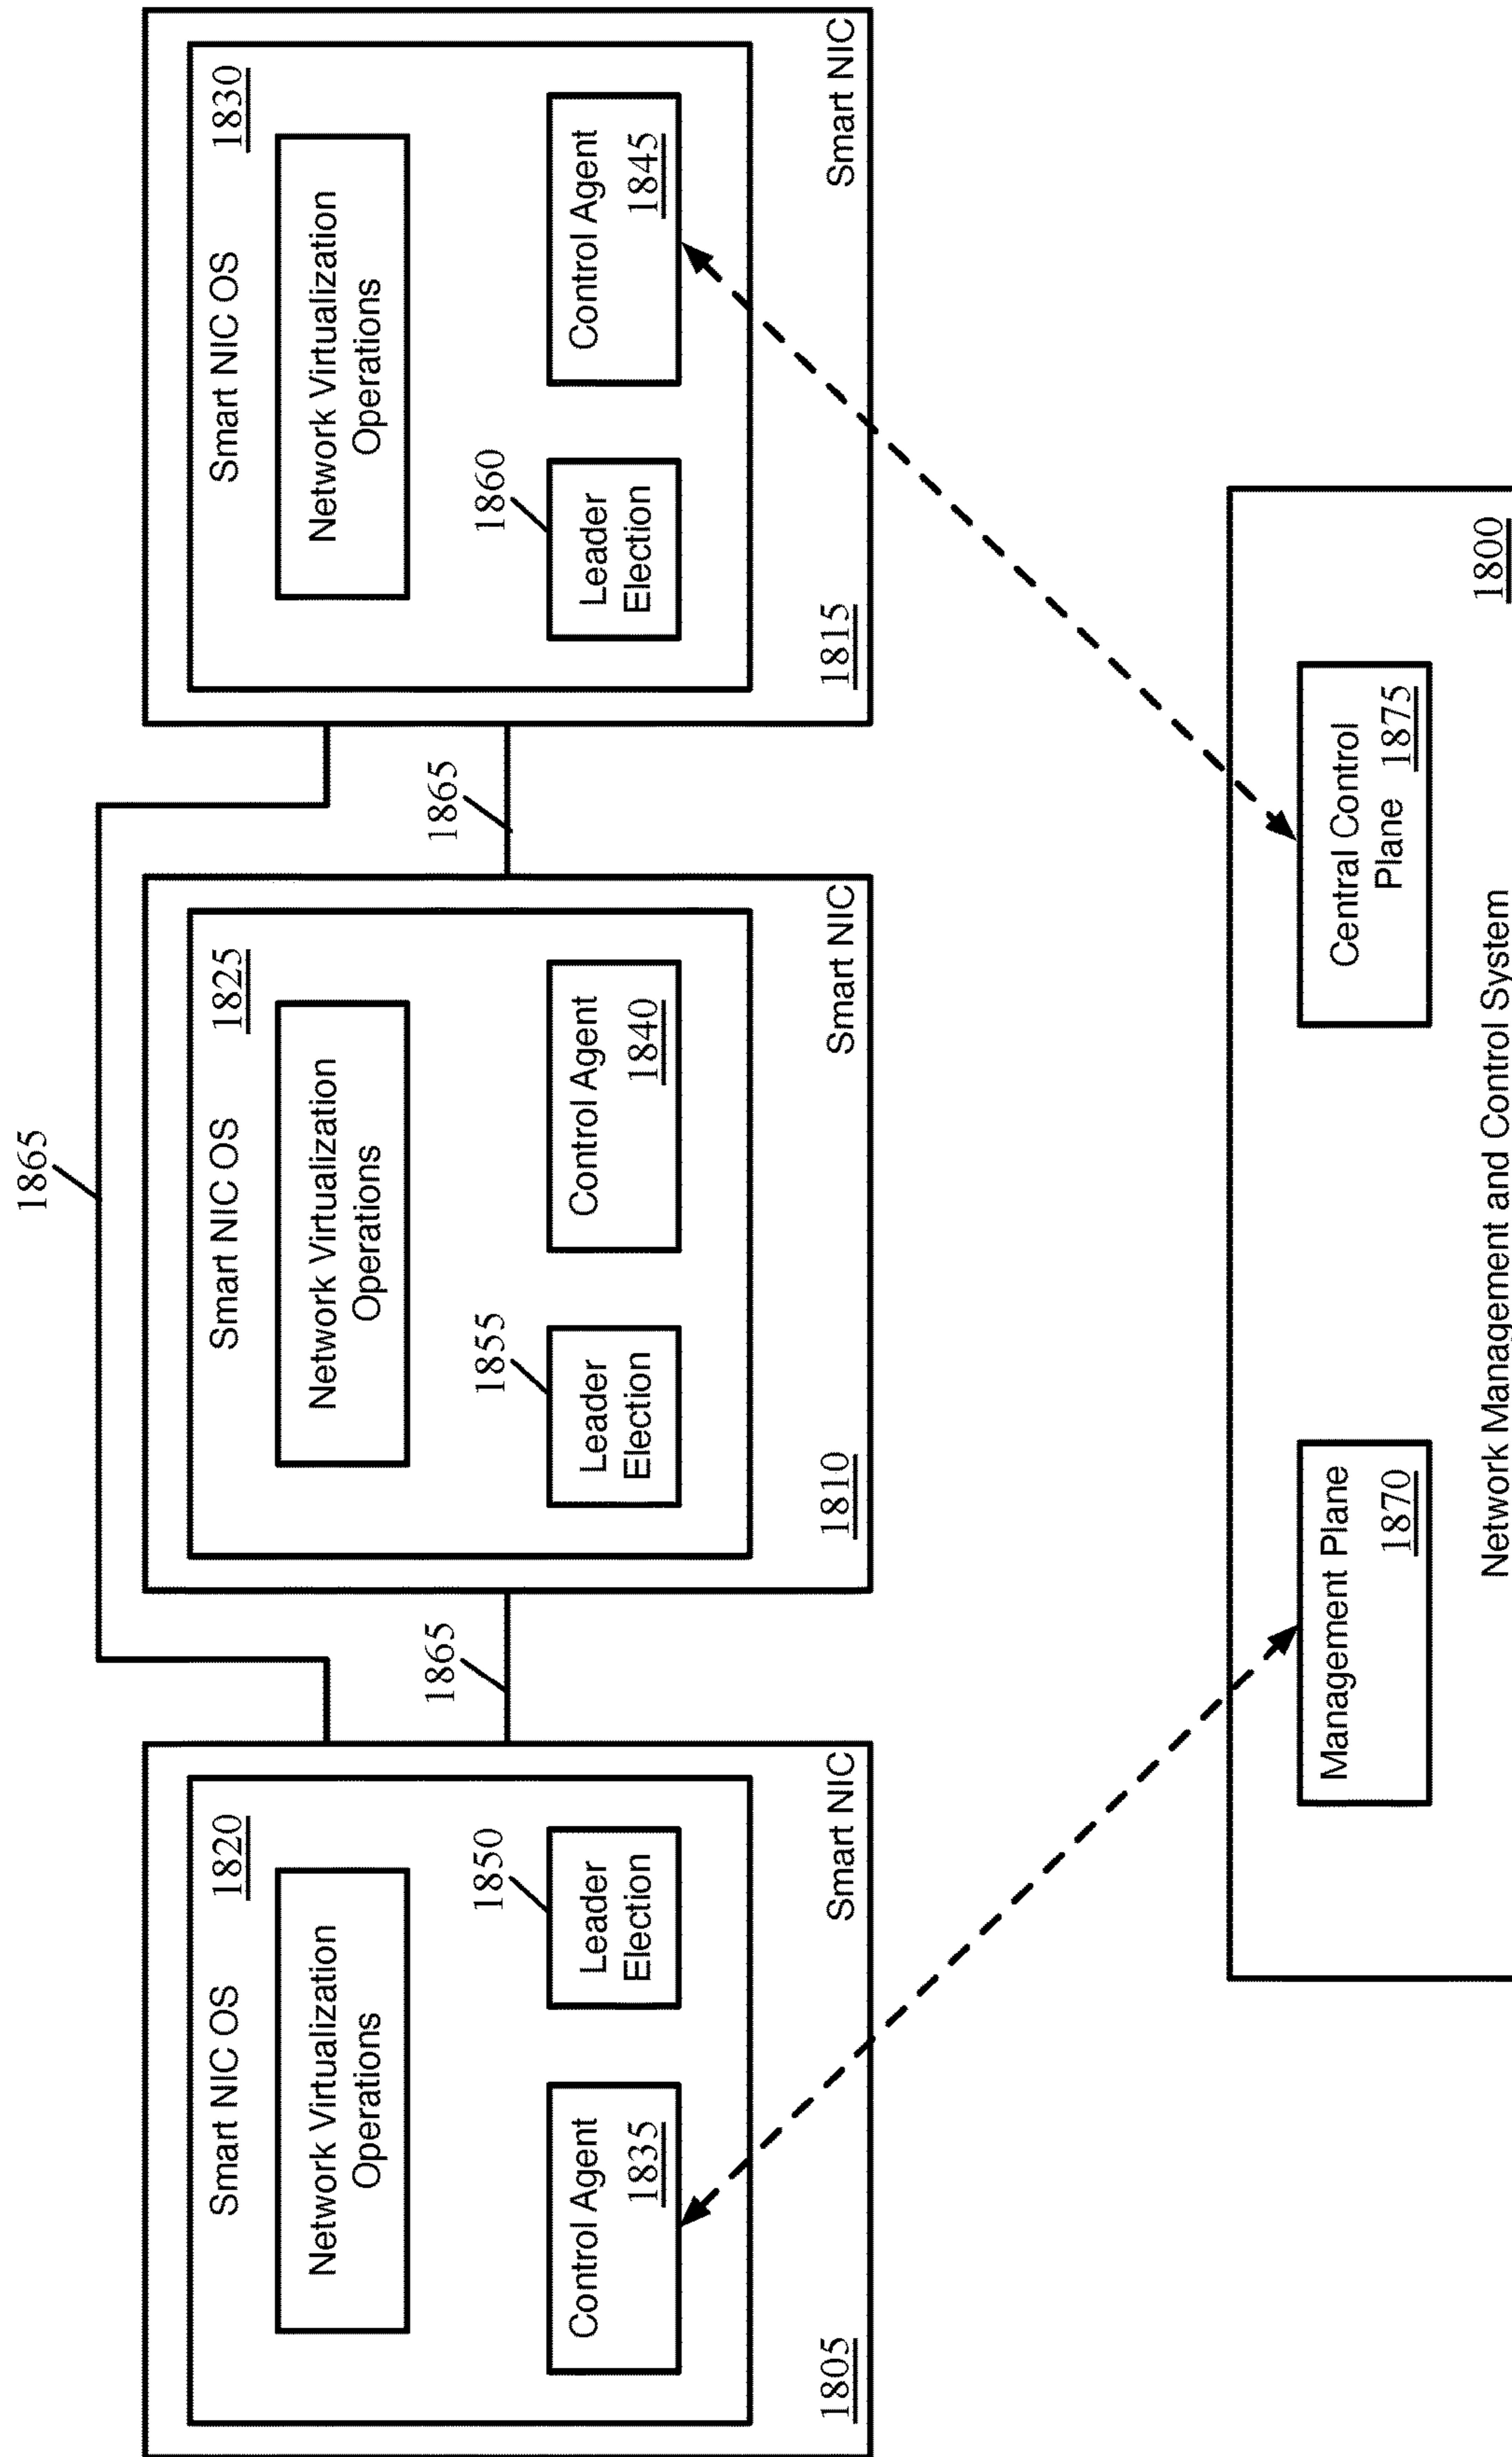 1865
Smart NIC OS 1820
Network Virtualization
Operations
1850
Control Agent
1835
Leader
Election
1805
Smart NIC
1865
Smart NIC OS 1825
Network Virtualization
Operations
1855
Leader
Election
Control Agent
1840
1810
Smart NIC
1865
Smart NIC OS 1830
Network Virtualization
Operations
1860
Leader
Election
Control Agent
1845
1815
Smart NIC
Management Plane
1870
Central Control
Plane 1875
Network Management and Control System
1800